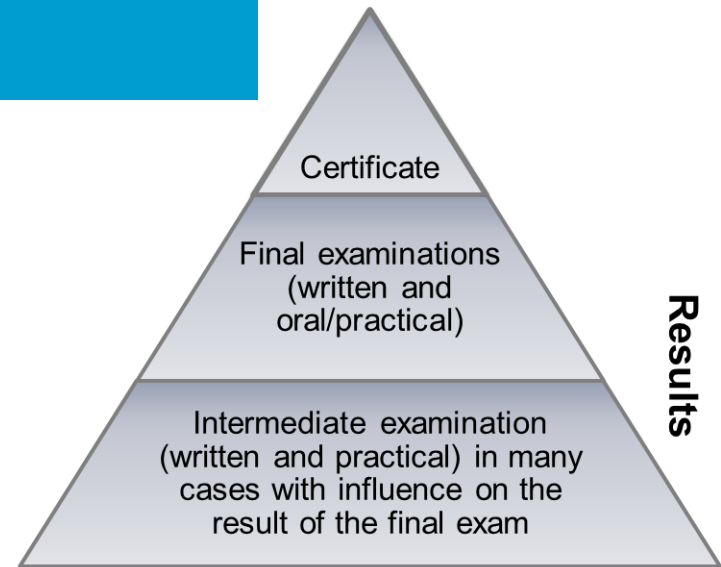 Certificate
Final examinations
(written and
oral/practical)
Results
Intermediate examination
(written and practical) in many
cases with influence on the
result of the final exam